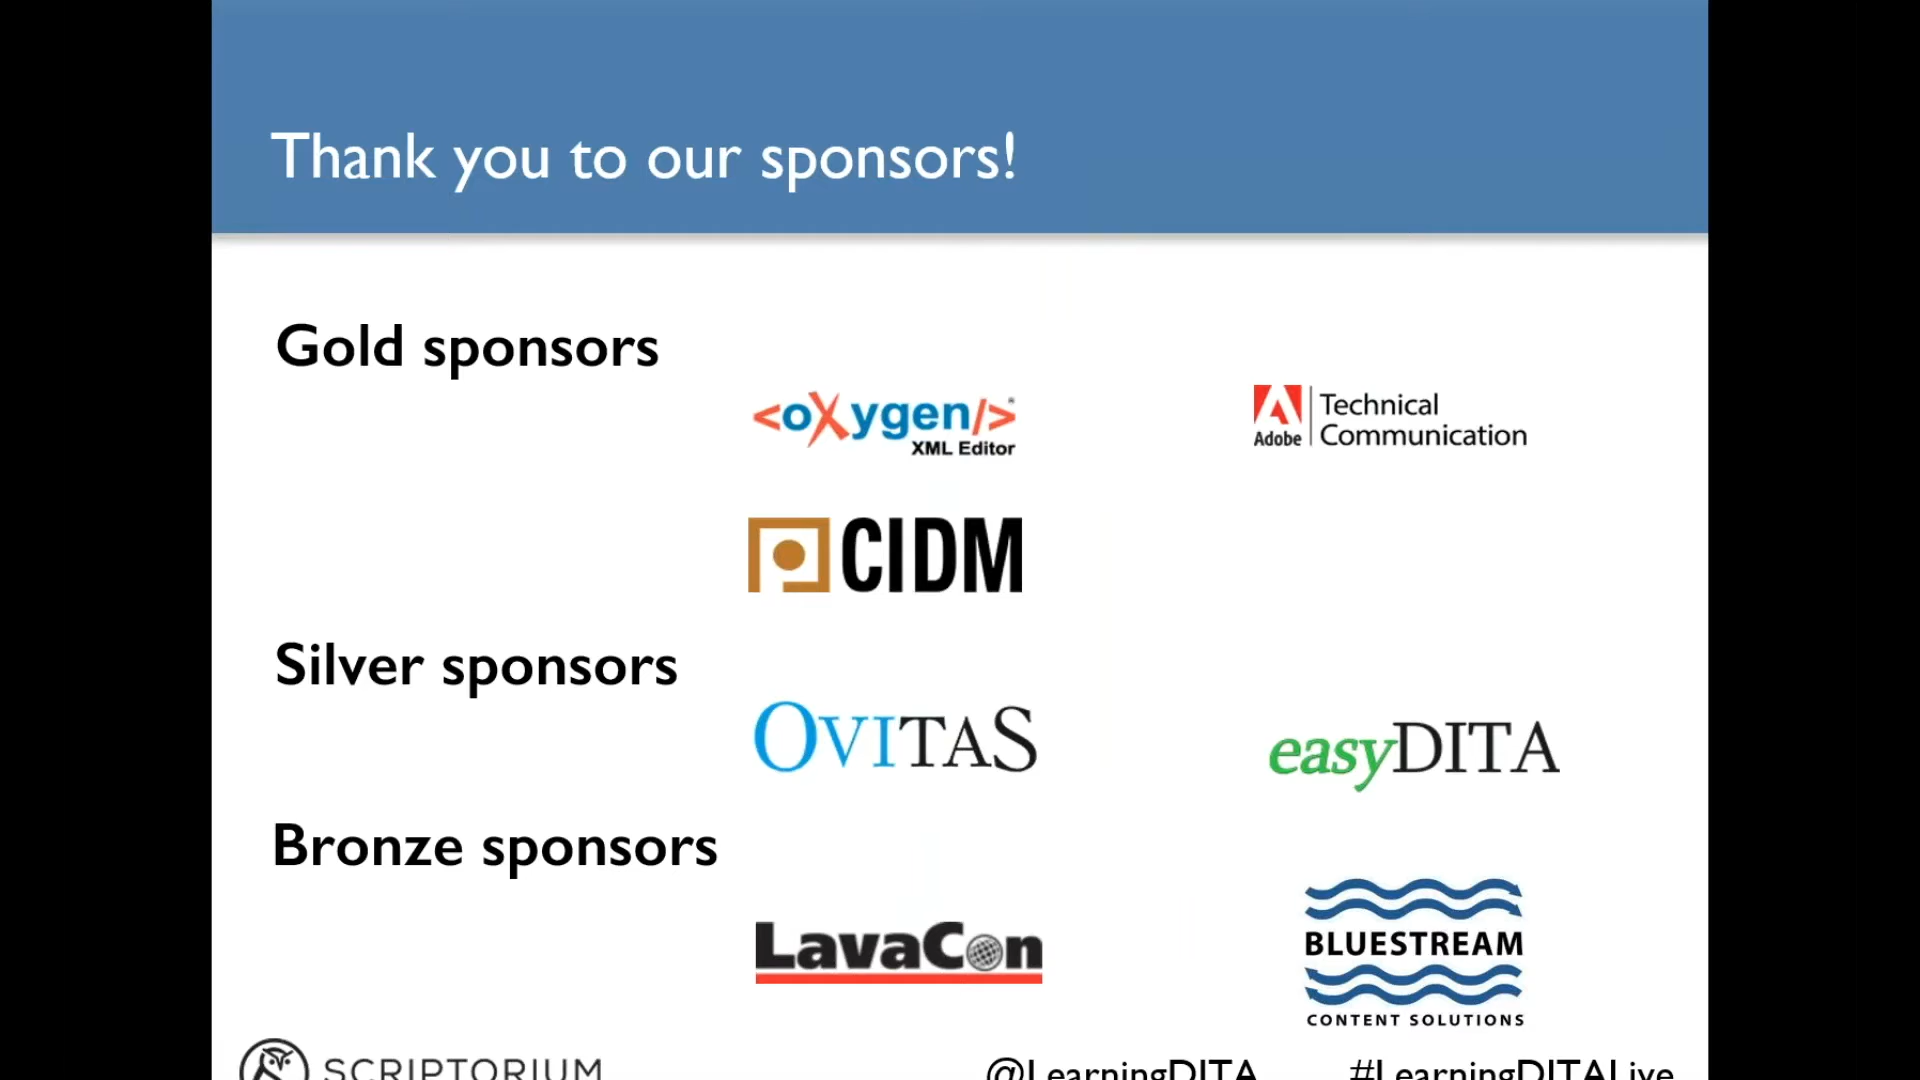 Thank you to our sponsors!
Gold sponsors
<oXygen/>®
XML Editor
Adobe
Technical
Communication
CIDM
Silver sponsors
OVITAS
easyDITA
Bronze sponsors
LavaCon
BLUESTREAM
CONTENT SOLUTIONS
SCRIPTORIUM
@LearningDITA
#LearningDITALive